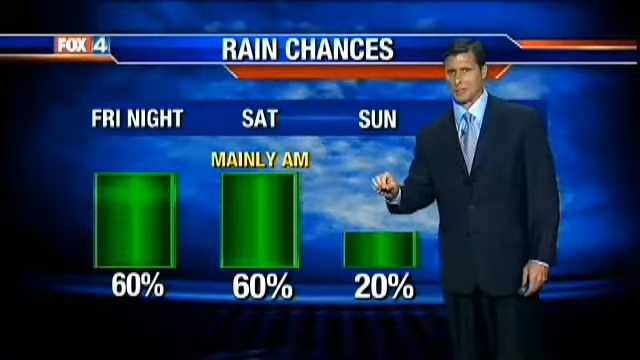 FOX 4
RAIN CHANCES
FRI NIGHT SAT SUN
MAINLY AM
60% 60% 20%